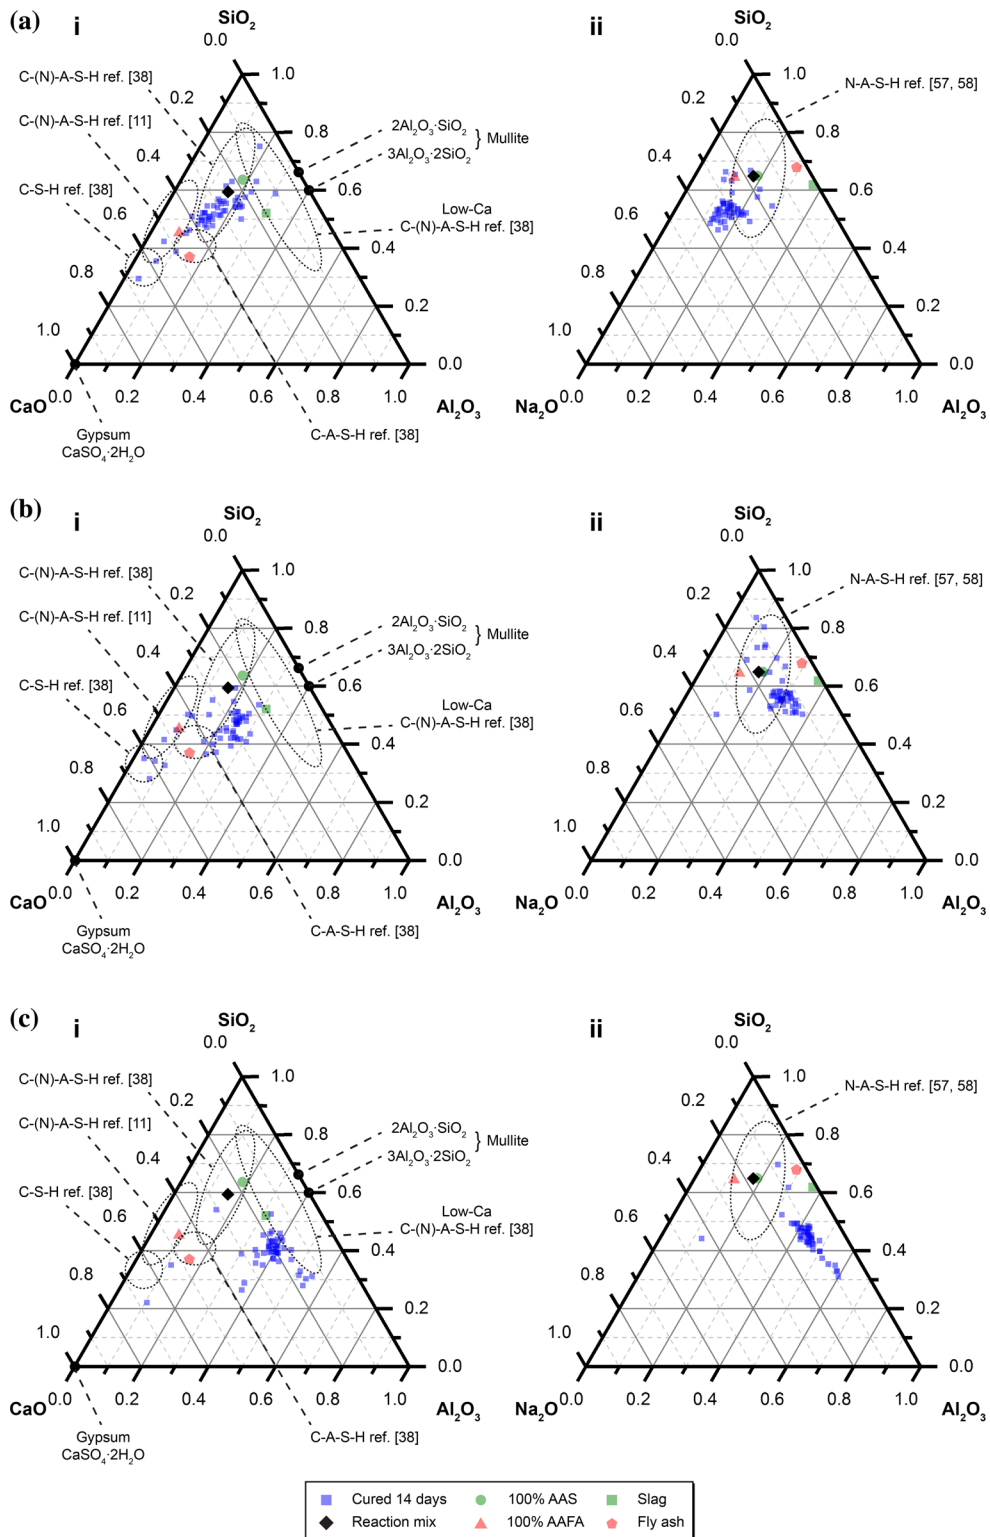 (a)
i
SiO2
0.0
C-(N)-A-S-H ref. [38]
1.0
0.2
C-(N)-A-S-H ref. [11]
2Al2O3·SiO2
0.8
} Mullite
0.4
3Al2O3·2SiO2
C-S-H ref. [38]
0.6
0.6
Low-Ca
C-(N)-A-S-H ref. [38]
0.4
0.8
0.2
1.0
0.0
CaO
0.0
0.2
0.4
0.6
0.8
1.0
Al2O3
Gypsum
CaSO4·2H2O
C-A-S-H ref. [38]
ii
SiO2
0.0
1.0
N-A-S-H ref. [57, 58]
0.2
0.8
0.4
0.6
0.6
0.4
0.8
0.2
1.0
0.0
Na2O
0.0
0.2
0.4
0.6
0.8
1.0
Al2O3
(b)
i
SiO2
0.0
C-(N)-A-S-H ref. [38]
1.0
0.2
C-(N)-A-S-H ref. [11]
2Al2O3·SiO2
0.8
} Mullite
0.4
3Al2O3·2SiO2
C-S-H ref. [38]
0.6
0.6
Low-Ca
C-(N)-A-S-H ref. [38]
0.4
0.8
0.2
1.0
0.0
CaO
0.0
0.2
0.4
0.6
0.8
1.0
Al2O3
Gypsum
CaSO4·2H2O
C-A-S-H ref. [38]
ii
SiO2
0.0
1.0
N-A-S-H ref. [57, 58]
0.2
0.8
0.4
0.6
0.6
0.4
0.8
0.2
1.0
0.0
Na2O
0.0
0.2
0.4
0.6
0.8
1.0
Al2O3
(c)
i
SiO2
0.0
C-(N)-A-S-H ref. [38]
1.0
0.2
C-(N)-A-S-H ref. [11]
2Al2O3·SiO2
0.8
} Mullite
0.4
3Al2O3·2SiO2
C-S-H ref. [38]
0.6
0.6
Low-Ca
C-(N)-A-S-H ref. [38]
0.4
0.8
0.2
1.0
0.0
CaO
0.0
0.2
0.4
0.6
0.8
1.0
Al2O3
Gypsum
CaSO4·2H2O
C-A-S-H ref. [38]
ii
SiO2
0.0
1.0
N-A-S-H ref. [57, 58]
0.2
0.8
0.4
0.6
0.6
0.4
0.8
0.2
1.0
0.0
Na2O
0.0
0.2
0.4
0.6
0.8
1.0
Al2O3
Cured 14 days
100% AAS
Slag
Reaction mix
100% AAFA
Fly ash